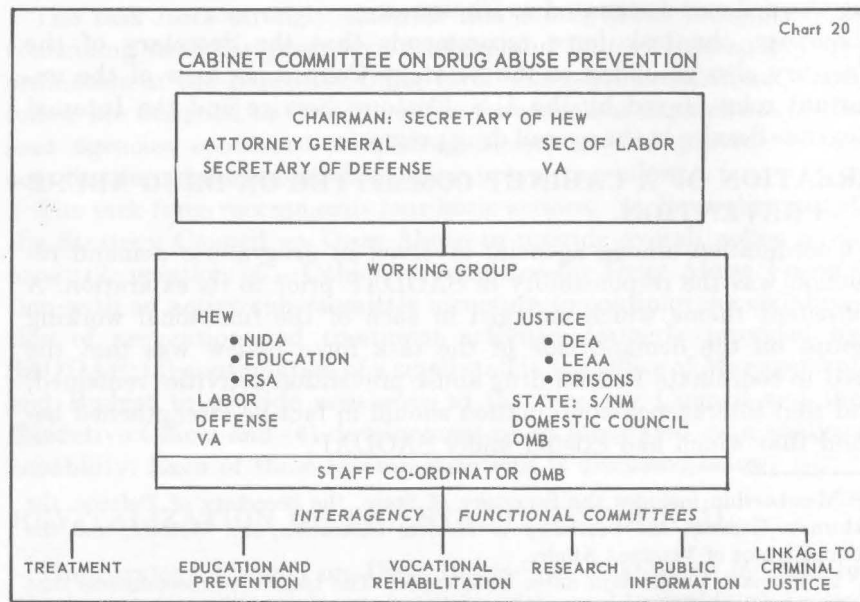 Chart 20
CABINET COMMITTEE ON DRUG ABUSE PREVENTION
CHAIRMAN: SECRETARY OF HEW
ATTORNEY GENERAL SEC OF LABOR
SECRETARY OF DEFENSE VA
WORKING GROUP
HEW JUSTICE
• NIDA • DEA
• EDUCATION • LEAA
• RSA • PRISONS
LABOR STATE: S/NM
DEFENSE DOMESTIC COUNCIL
VA OMB
STAFF CO-ORDINATOR OMB
INTERAGENCY FUNCTIONAL COMMITTEES
TREATMENT
EDUCATION AND
PREVENTION
VOCATIONAL
REHABILITATION
RESEARCH
PUBLIC
INFORMATION
LINKAGE TO
CRIMINAL
JUSTICE